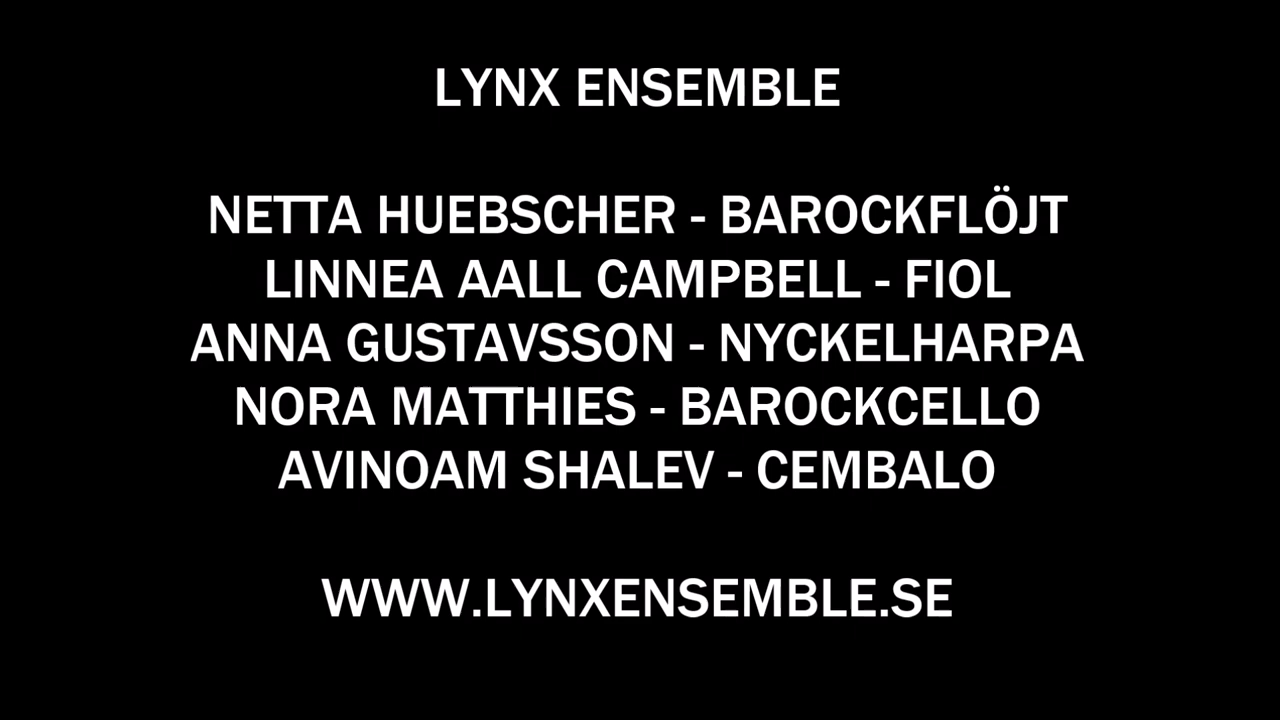 LYNX ENSEMBLE
NETTA HUEBSCHER - BAROCKFLÖJT
LINNEA AALL CAMPBELL - FIOL
ANNA GUSTAVSSON - NYCKELHARPA
NORA MATTHIES - BAROCKCELLO
AVINOAM SHALEV - CEMBALO
WWW.LYNXENSEMBLE.SE